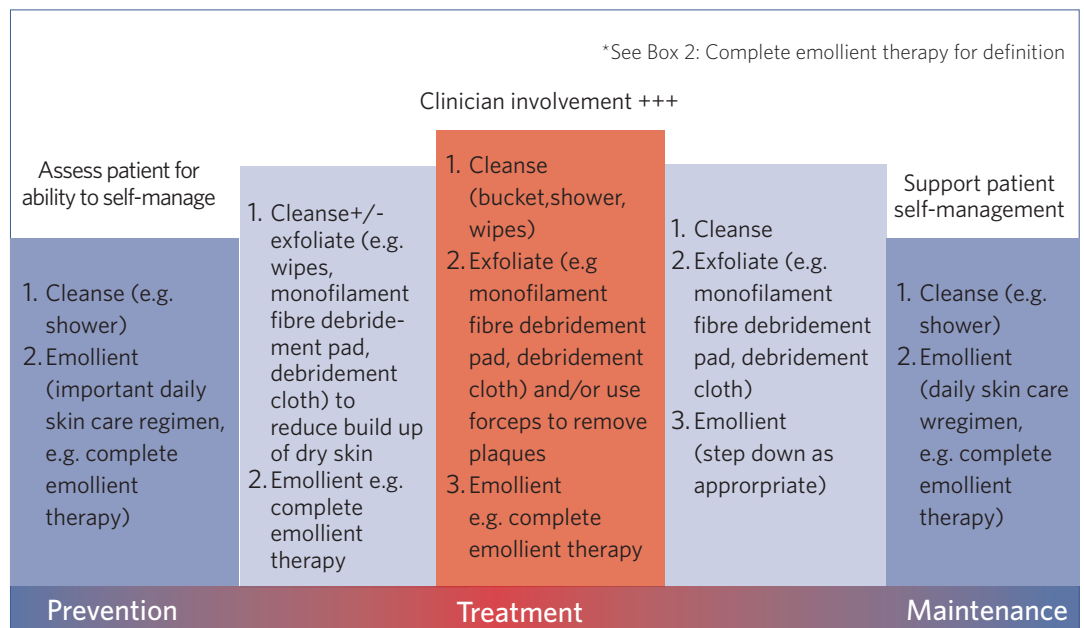 *See Box 2: Complete emollient therapy for definition
Clinician involvement +++
Assess patient for
ability to self-manage
1. Cleanse (e.g.
shower)
2. Emollient
(important daily
skin care regimen,
e.g. complete
emollient
therapy)
1. Cleanse+/-
exfoliate (e.g.
wipes,
monofilament
fibre debride-
ment pad,
debridement
cloth) to
reduce build up
of dry skin
2. Emollient e.g.
complete
emollient
therapy
1. Cleanse
(bucket,shower,
wipes)
2. Exfoliate (e.g
monofilament
fibre debridement
pad, debridement
cloth) and/or use
forceps to remove
plaques
3. Emollient
e.g. complete
emollient therapy
1. Cleanse
2. Exfoliate (e.g.
monofilament
fibre debridement
pad, debridement
cloth)
3. Emollient
(step down as
approrpriate)
Support patient
self-management
1. Cleanse (e.g.
shower)
2. Emollient
(daily skin care
wregimen,
e.g. complete
emollient
therapy)
Prevention
Treatment
Maintenance